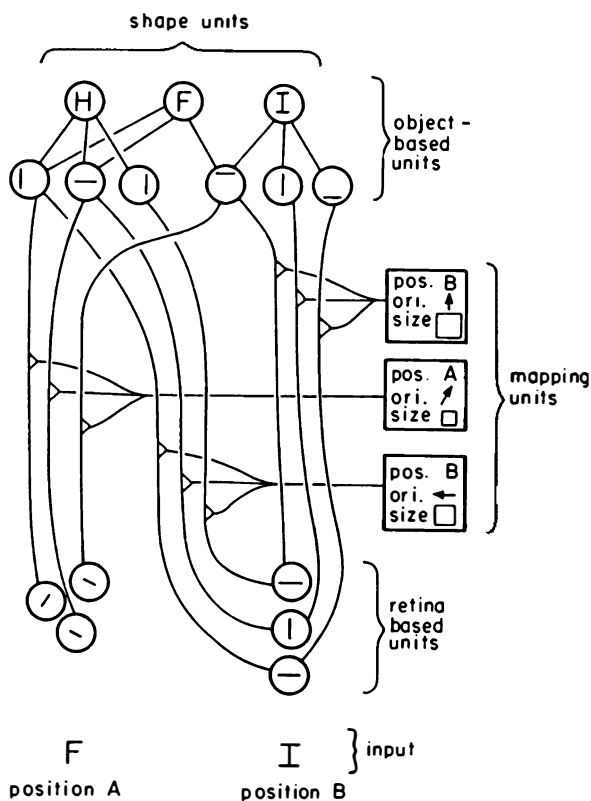 shape units
H F I
object-
based
units
pos. B
ori.
size
pos. A
ori.
size
mapping
units
pos. B
ori.
size
retina
based
units
F I
input
position A position B